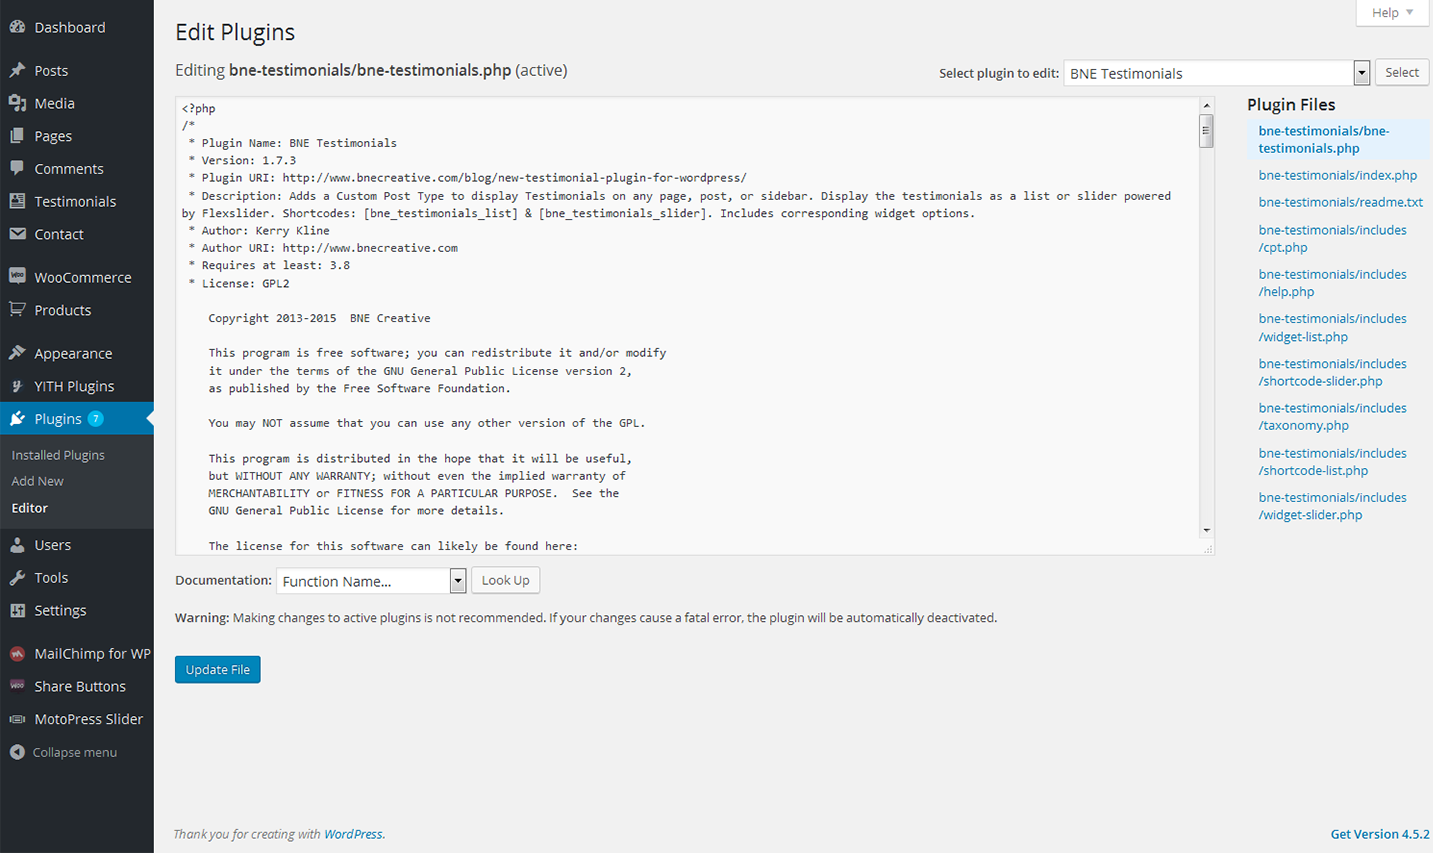 Dashboard
Posts
Media
Pages
Comments
Testimonials
Contact
WooCommerce
Products
Appearance
YITH Plugins
Plugins 7
Installed Plugins
Add New
Editor
Users
Tools
Settings
MailChimp for WP
Share Buttons
MotoPress Slider
Collapse menu
Help
Edit Plugins
Editing bne-testimonials/bne-testimonials.php (active)
Select plugin to edit: BNE Testimonials Select
<?php
/*
* Plugin Name: BNE Testimonials
* Version: 1.7.3
* Plugin URI: http://www.bnecreative.com/blog/new-testimonial-plugin-for-wordpress/
* Description: Adds a Custom Post Type to display Testimonials on any page, post, or sidebar. Display the testimonials as a list or slider powered
by Flexslider. Shortcodes: [bne_testimonials_list] & [bne_testimonials_slider]. Includes corresponding widget options.
* Author: Kerry Kline
* Author URI: http://www.bnecreative.com
* Requires at least: 3.8
* License: GPL2
Copyright 2013-2015  BNE Creative
This program is free software; you can redistribute it and/or modify
it under the terms of the GNU General Public License version 2,
as published by the Free Software Foundation.
You may NOT assume that you can use any other version of the GPL.
This program is distributed in the hope that it will be useful,
but WITHOUT ANY WARRANTY; without even the implied warranty of
MERCHANTABILITY or FITNESS FOR A PARTICULAR PURPOSE.  See the
GNU General Public License for more details.
The license for this software can likely be found here:
Plugin Files
bne-testimonials/bne-
testimonials.php
bne-testimonials/index.php
bne-testimonials/readme.txt
bne-testimonials/includes
/cpt.php
bne-testimonials/includes
/help.php
bne-testimonials/includes
/widget-list.php
bne-testimonials/includes
/shortcode-slider.php
bne-testimonials/includes
/taxonomy.php
bne-testimonials/includes
/shortcode-list.php
bne-testimonials/includes
/widget-slider.php
Documentation: Function Name... Look Up
Warning: Making changes to active plugins is not recommended. If your changes cause a fatal error, the plugin will be automatically deactivated.
Update File
Thank you for creating with WordPress.
Get Version 4.5.2